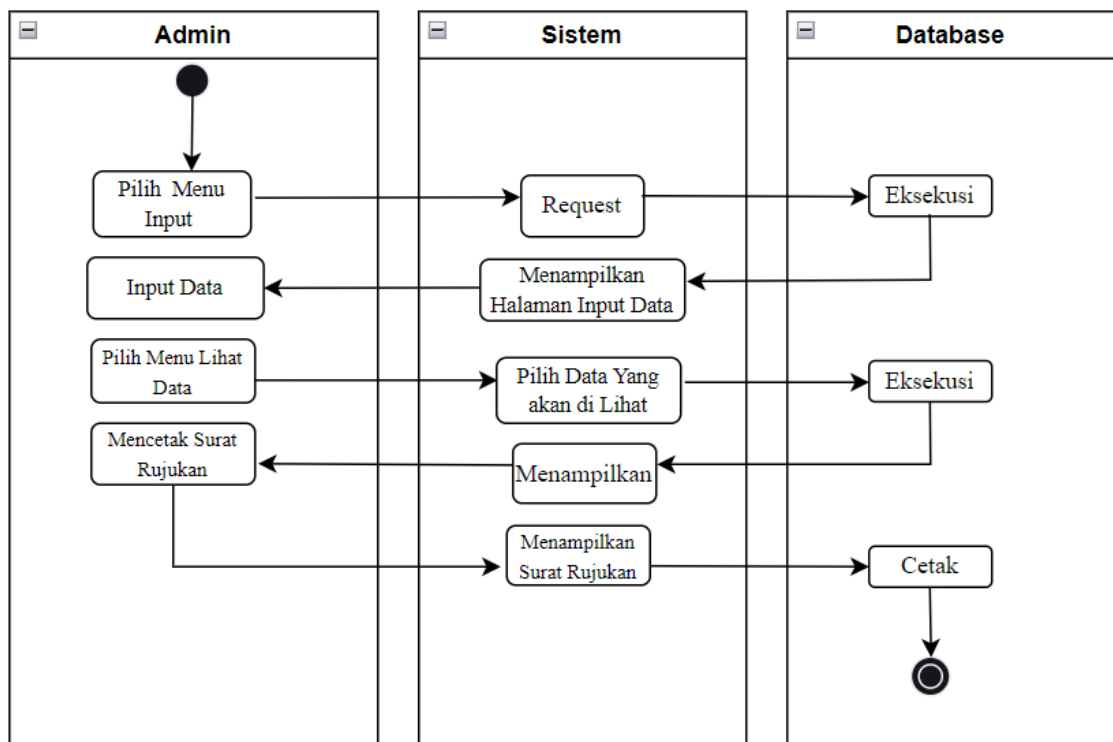 Admin
Sistem
Database
Pilih Menu
Input
Request
Eksekusi
Input Data
Menampilkan
Halaman Input Data
Pilih Menu Lihat
Data
Pilih Data Yang
akan di Lihat
Eksekusi
Mencetak Surat
Rujukan
Menampilkan
Menampilkan
Surat Rujukan
Cetak